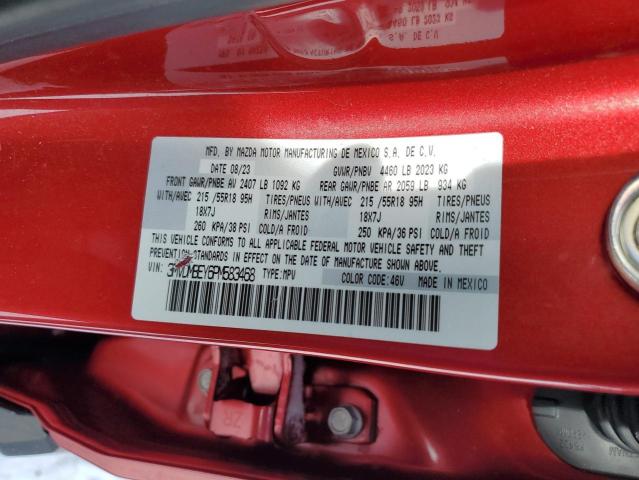 MFD. BY MAZDA MOTOR MANUFACTURING DE MEXICO S.A. DE C.V.
DATE 08/23 GVWR/PNBV 4460 LB 2023 KG
FRONT GAWR/PNBE AV 2407 LB 1092 KG REAR GAWR/PNBE AR 2059 LB 934 KG
WITH/AVEC 215 /55R18 95H TIRES/PNEUS WITH/AVEC 215 /55R18 95H TIRES/PNEUS
18X7J RIMS/JANTES 18X7J RIMS/JANTES
260 KPA/38 PSI COLD/A FROID 250 KPA/36 PSI COLD/A FROID
THIS VEHICLE CONFORMS TO ALL APPLICABLE FEDERAL MOTOR VEHICLE SAFETY AND THEFT
PREVENTION STANDARDS IN EFFECT ON THE DATE OF MANUFACTURE SHOWN ABOVE.
VIN: 3MVDMBEY6PM583468 TYPE:MPV COLOR CODE:46V MADE IN MEXICO
ZR